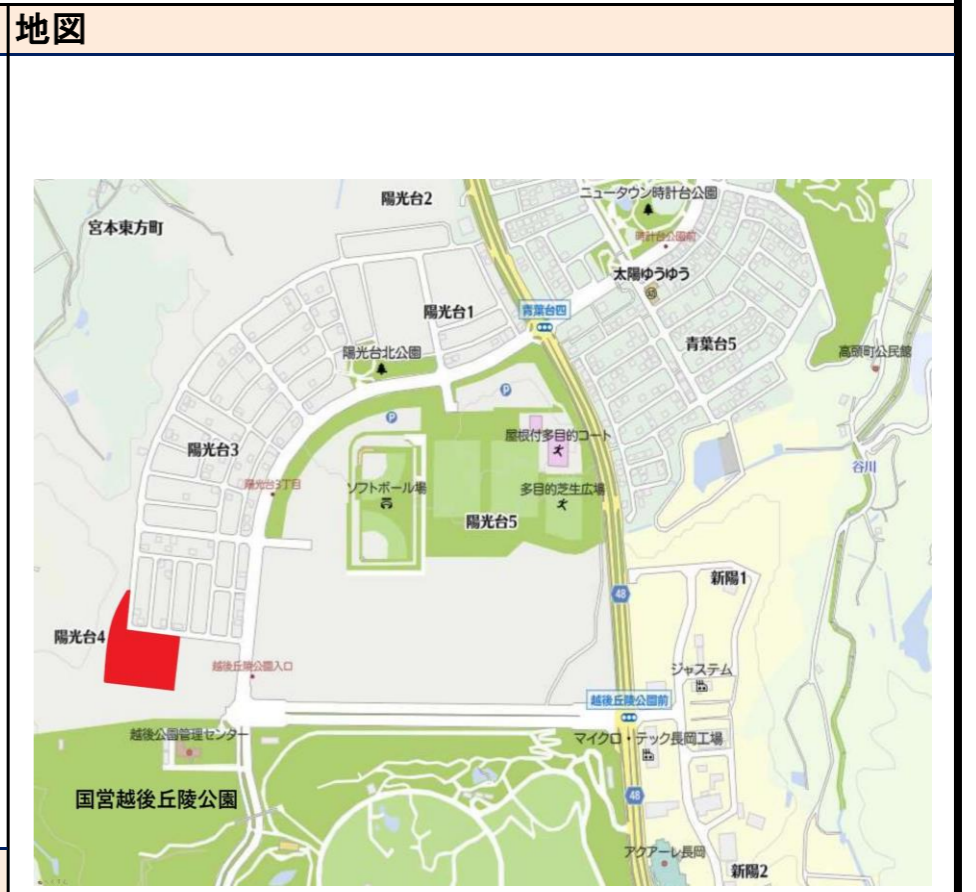 地図
陽光台2
ニュータウン時計台公園
宮本東方町
時計台公園前
太陽ゆうゆう
陽光台1
青葉台四
青葉台5
陽光台北公園
高頭町公民館
P
P
屋根付多目的コート
陽光台3
谷川
陽光台3丁目
ソフトボール場
多目的芝生広場
陽光台5
新陽1
48
陽光台4
越後丘陵公園入口
ジャステム
越後丘陵公園前
越後公園管理センター
マイクロ・テック長岡工場
国営越後丘陵公園
48
アクアーレ長岡
新陽2